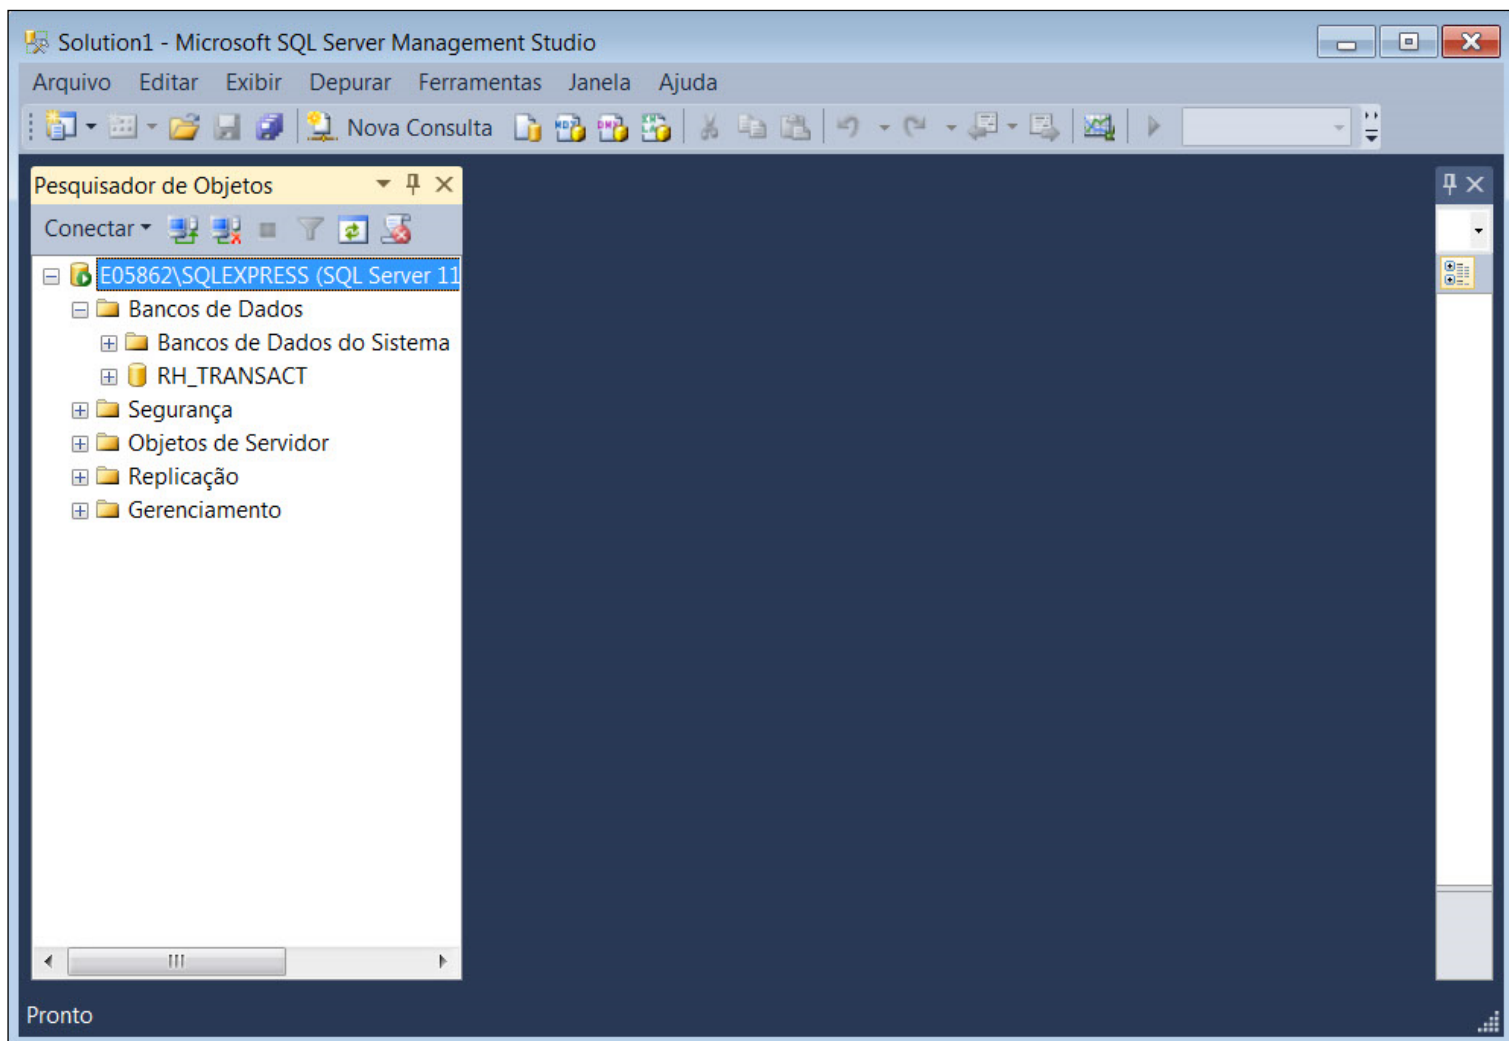 Solution1 - Microsoft SQL Server Management Studio
Arquivo Editar Exibir Depurar Ferramentas Janela Ajuda
Nova Consulta
Pesquisador de Objetos
Conectar
E05862\SQLEXPRESS (SQL Server 11
Bancos de Dados
Bancos de Dados do Sistema
RH_TRANSACT
Segurança
Objetos de Servidor
Replicação
Gerenciamento
Pronto